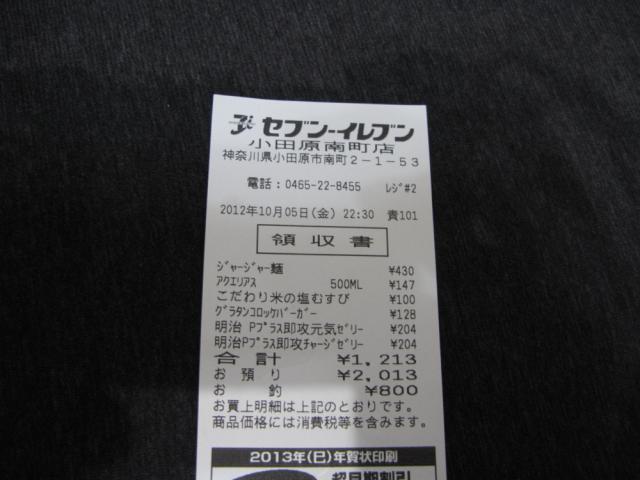 セブン-イレブン
小田原南町店
神奈川県小田原市南町2-1-53
電話:0465-22-8455 レジ#2
2012年10月05日(金) 22:30 責101
領収書
ジャージャー麺 ¥430
アクエリアス 500ML ¥147
こだわり米の塩むすび ¥100
グラタンコロッケバーガー ¥128
明治 Pプラス即攻元気ゼリー ¥204
明治Pプラス即攻チャージゼリー ¥204
合計 ¥1,213
お預り ¥2,013
お釣 ¥800
お買上明細は上記のとおりです。
商品価格には消費税等を含みます。
2013年(巳)年賀状印刷
超早期割引